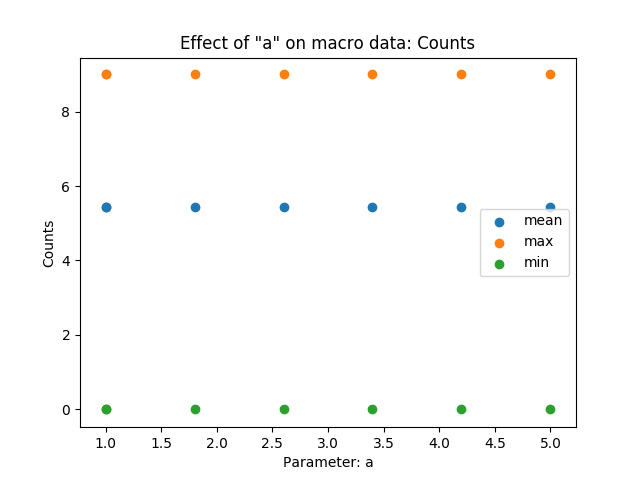 Effect of "a" on macro data: Counts
8
6
4
2
0
Counts
mean
max
min
1.0 1.5 2.0 2.5 3.0 3.5 4.0 4.5 5.0
Parameter: a